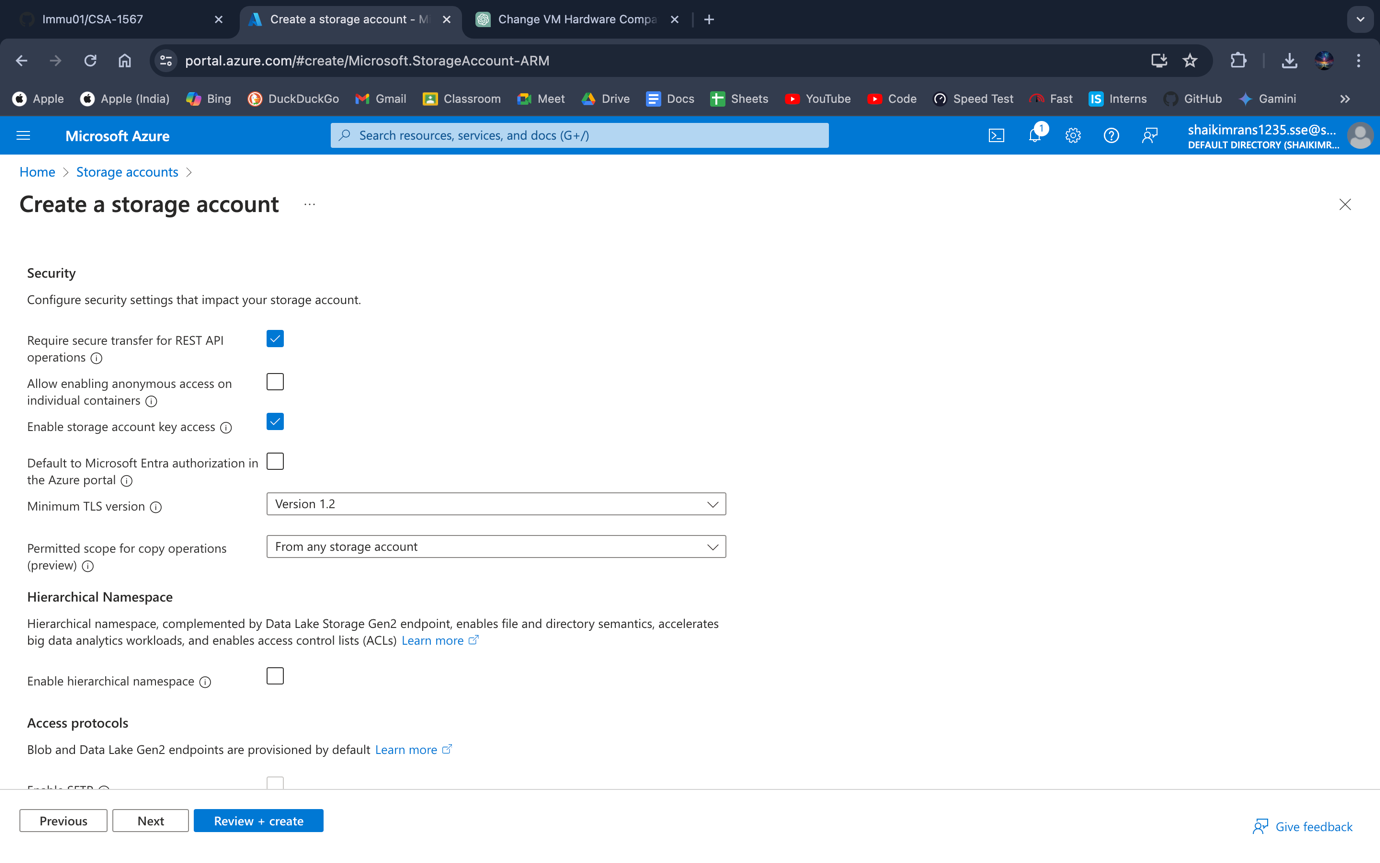 Immu01/CSA-1567
Create a storage account - Mi
Change VM Hardware Compa
portal.azure.com/#create/Microsoft.StorageAccount-ARM
Apple
Apple (India)
Bing
DuckDuckGo
Gmail
Classroom
Meet
Drive
Docs
Sheets
YouTube
Code
Speed Test
Fast
IS Interns
GitHub
Gamini
Microsoft Azure
Search resources, services, and docs (G+/)
1
shaikimrans1235.sse@s...
DEFAULT DIRECTORY (SHAIKIMR...
Home > Storage accounts >
Create a storage account ...
Security
Configure security settings that impact your storage account.
Require secure transfer for REST API
operations
Allow enabling anonymous access on
individual containers
Enable storage account key access
Default to Microsoft Entra authorization in
the Azure portal
Minimum TLS version
Version 1.2
Permitted scope for copy operations
(preview)
From any storage account
Hierarchical Namespace
Hierarchical namespace, complemented by Data Lake Storage Gen2 endpoint, enables file and directory semantics, accelerates
big data analytics workloads, and enables access control lists (ACLs) Learn more
Enable hierarchical namespace
Access protocols
Blob and Data Lake Gen2 endpoints are provisioned by default Learn more
Enable SFTP
Previous
Next
Review + create
Give feedback